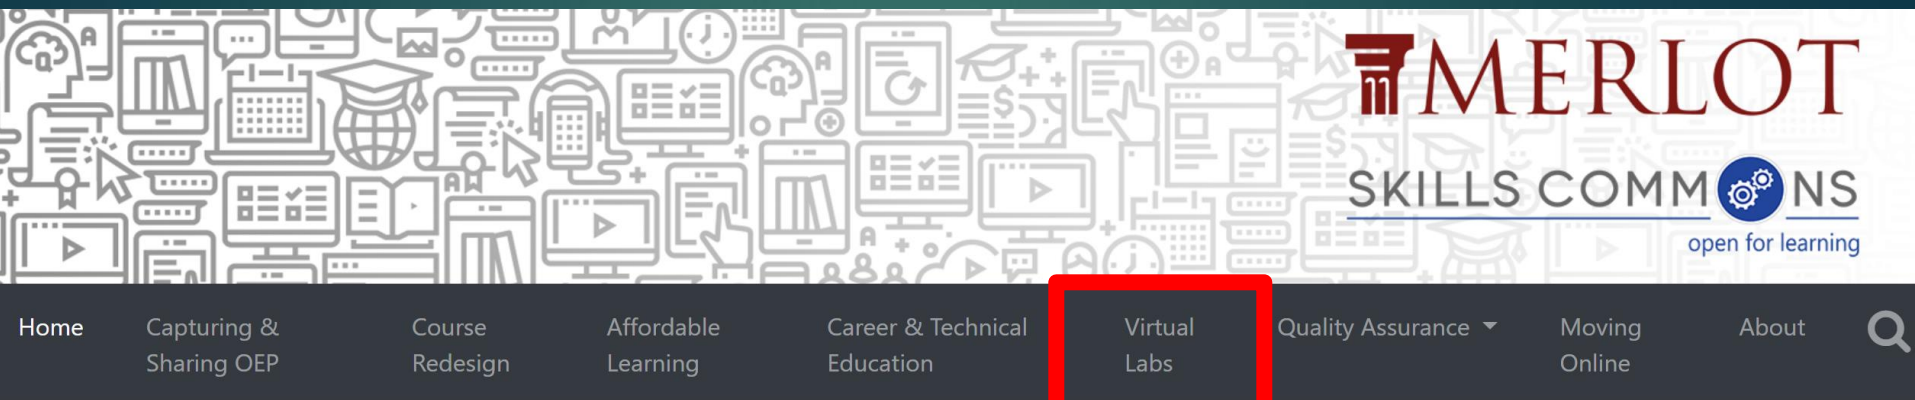 MERLOT
SKILLS COMMONS
open for learning
Home
Capturing &
Sharing OEP
Course
Redesign
Affordable
Learning
Career & Technical
Education
Virtual
Labs
Quality Assurance
Moving
Online
About